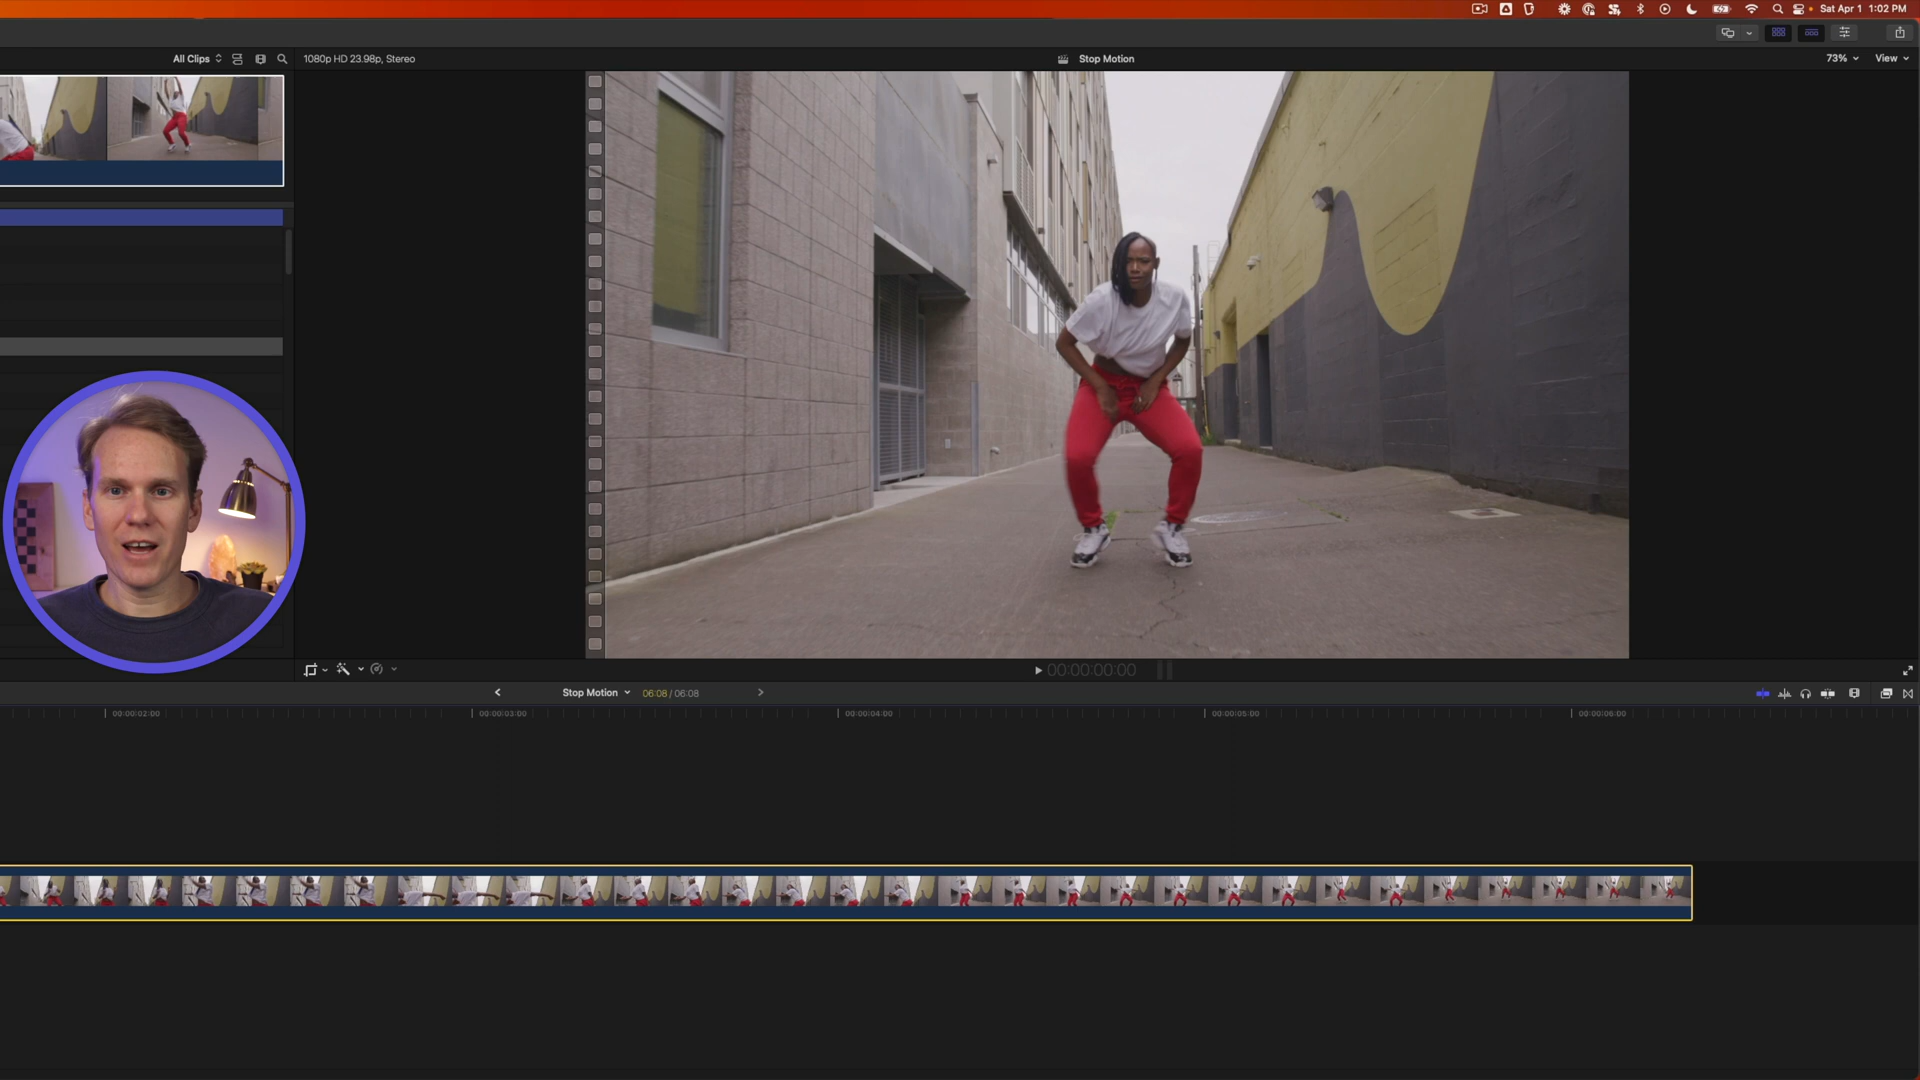 Sat Apr 1 1:02 PM
All Clips
1080p HD 23.98p, Stereo
Stop Motion
73%
View
00:00:00:00
Stop Motion
06:08 / 06:08
00:00:02:00
00:00:03:00
00:00:04:00
00:00:05:00
00:00:06:00